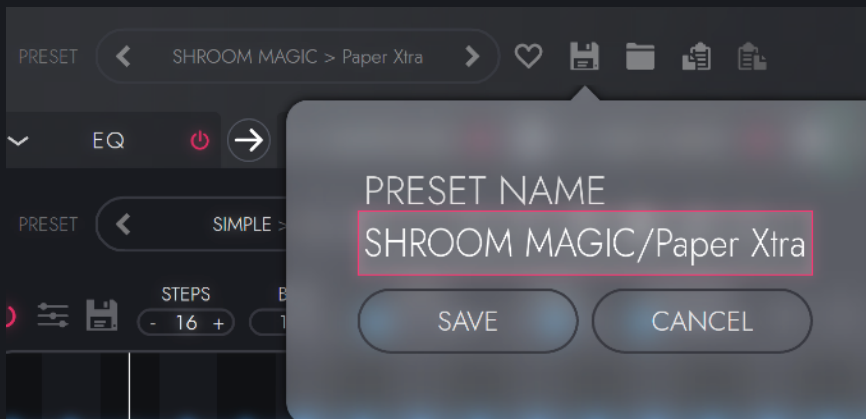 PRESET
SHROOM MAGIC > Paper Xtra
EQ
PRESET NAME
PRESET
SIMPLE >
SHROOM MAGIC/Paper Xtra
STEPS
- 16 +
SAVE
CANCEL